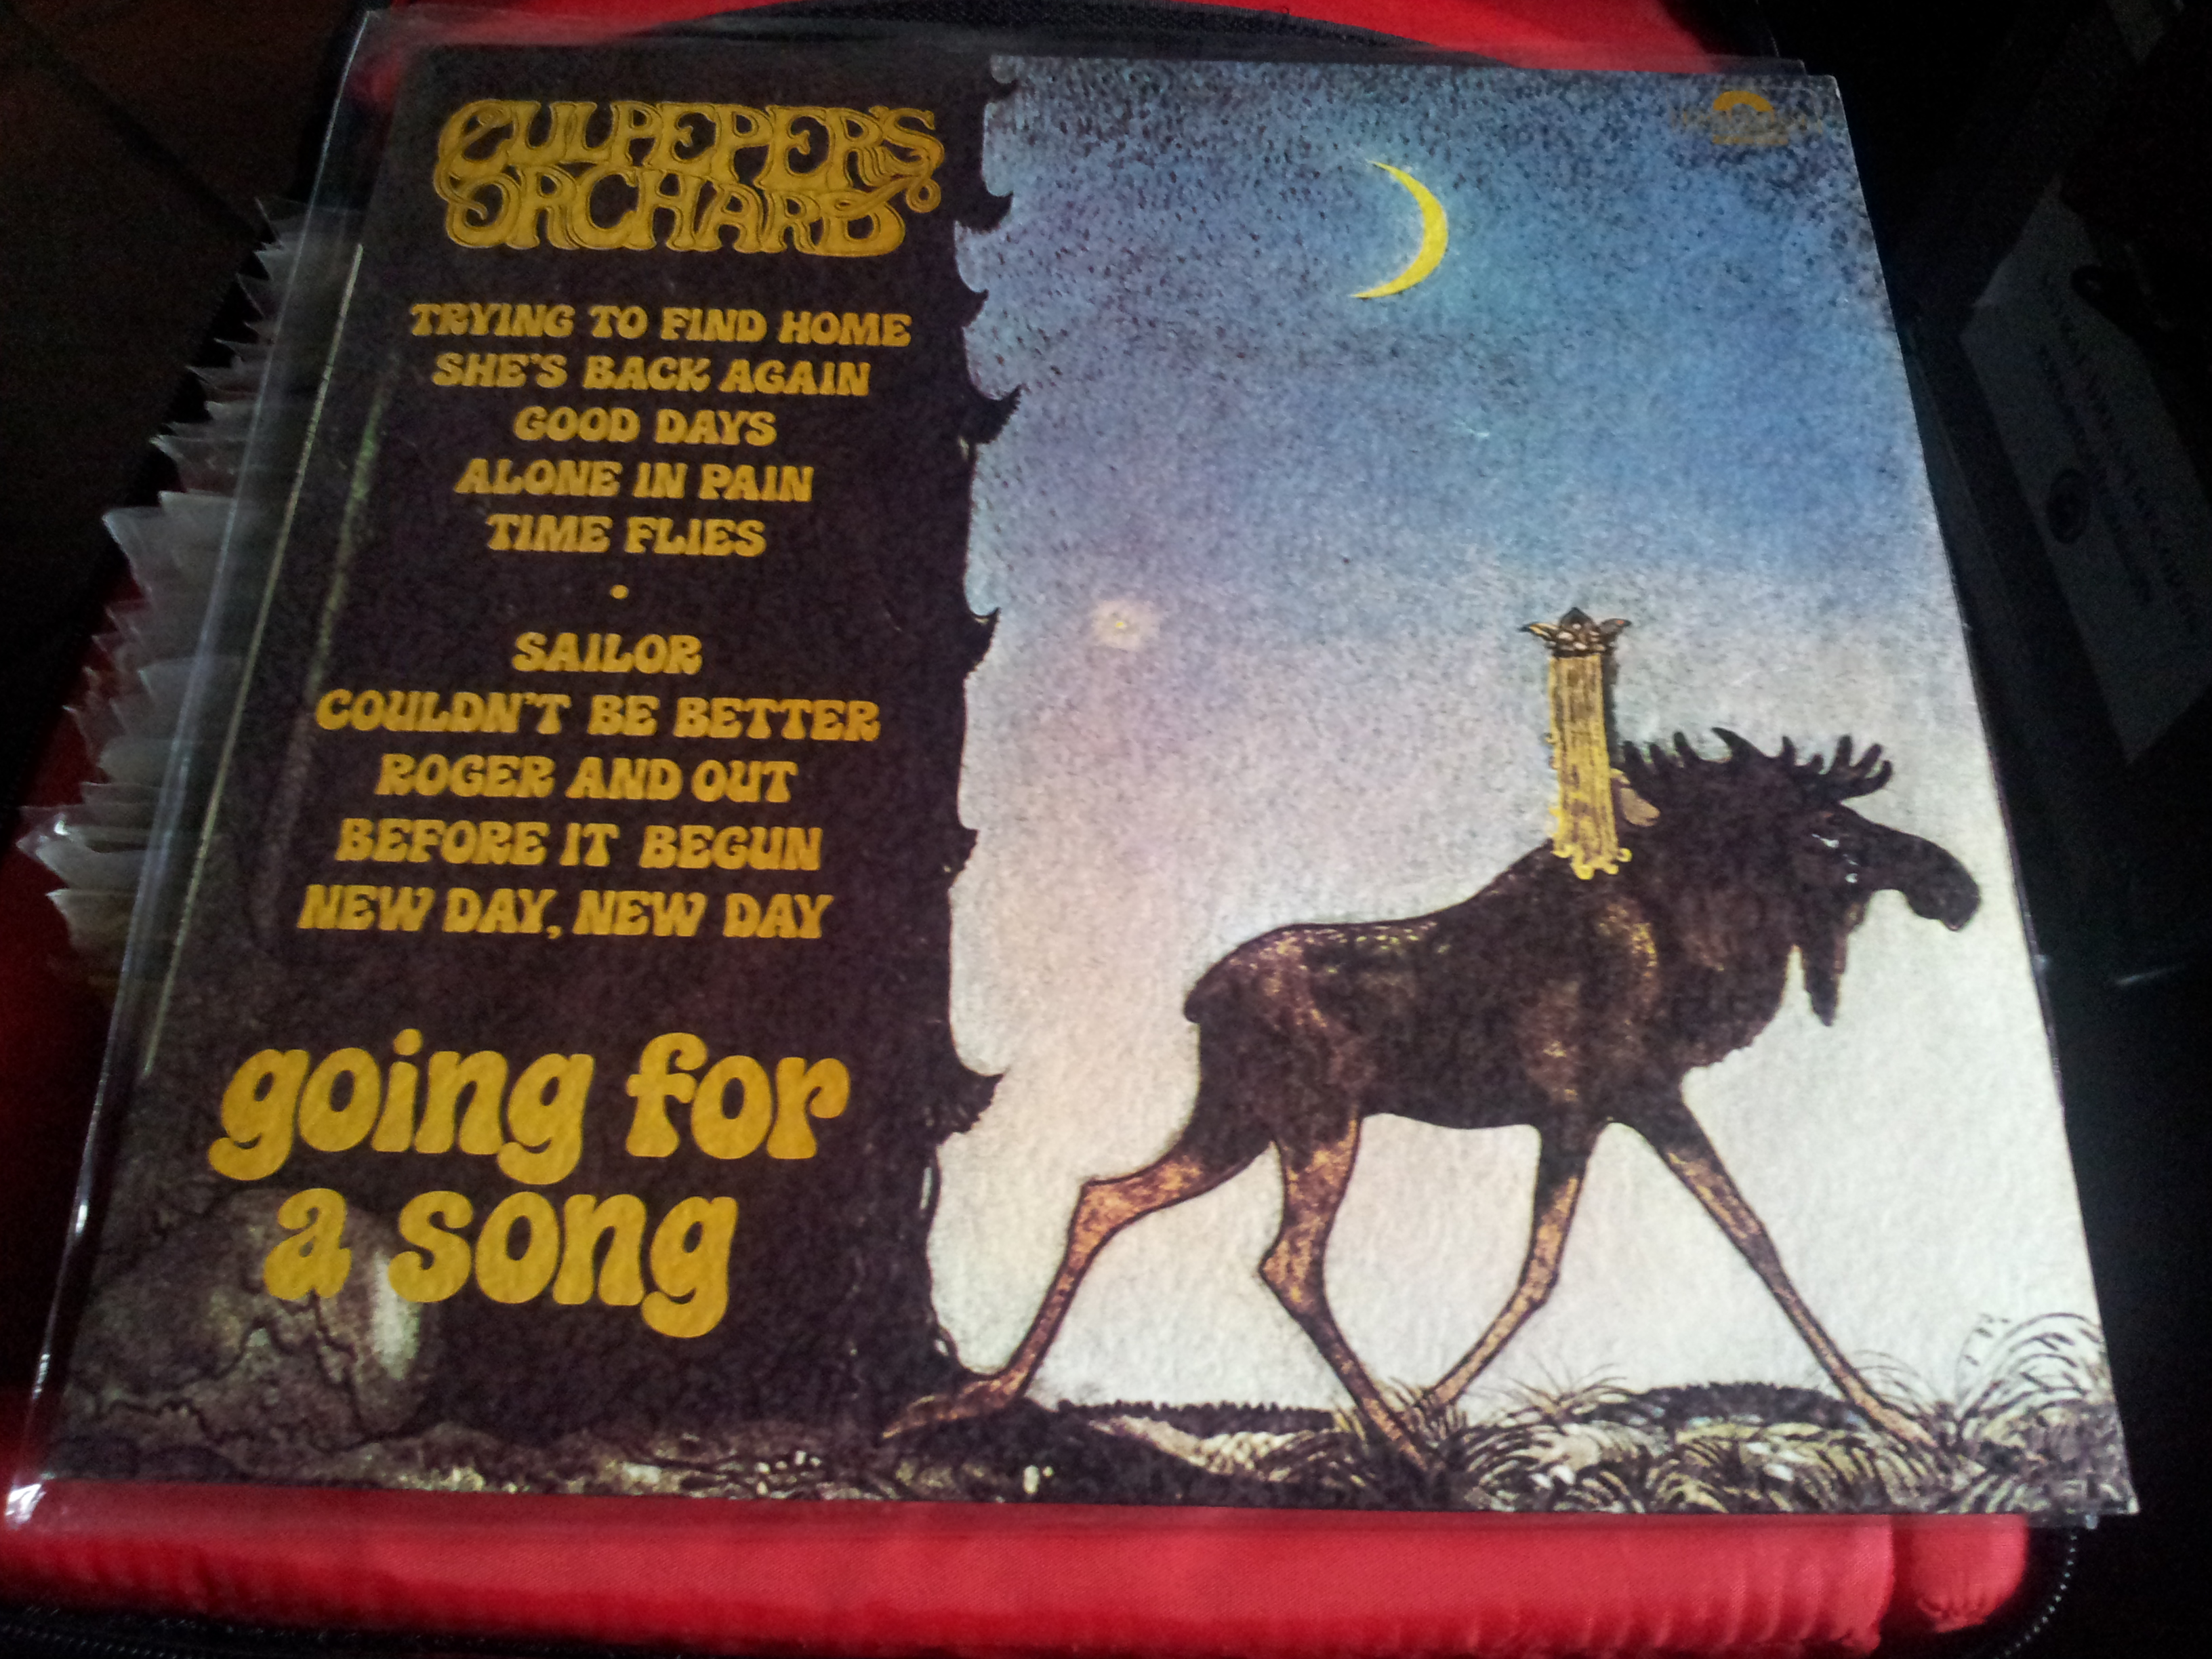 CULPEPER'S
ORCHARD
TRYING TO FIND HOME
SHE'S BACK AGAIN
GOOD DAYS
ALONE IN PAIN
TIME FLIES
•
SAILOR
COULDN'T BE BETTER
ROGER AND OUT
BEFORE IT BEGUN
NEW DAY, NEW DAY
going for
a song